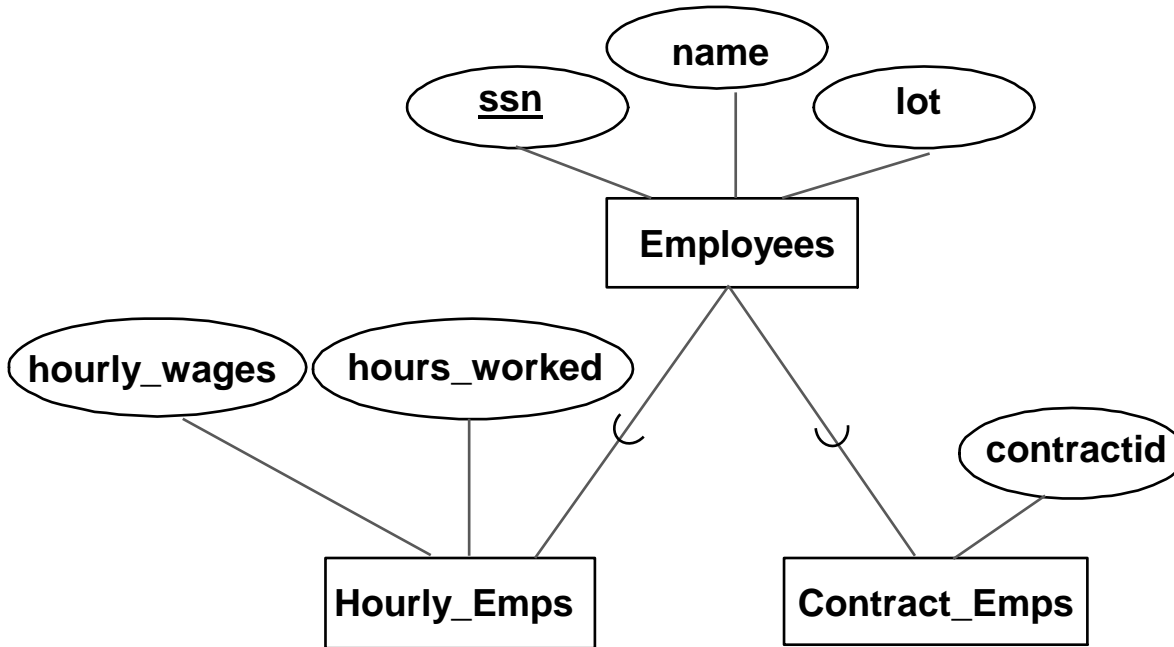 name
ssn
lot
Employees
hourly_wages
hours_worked
contractid
Hourly_Emps
Contract_Emps